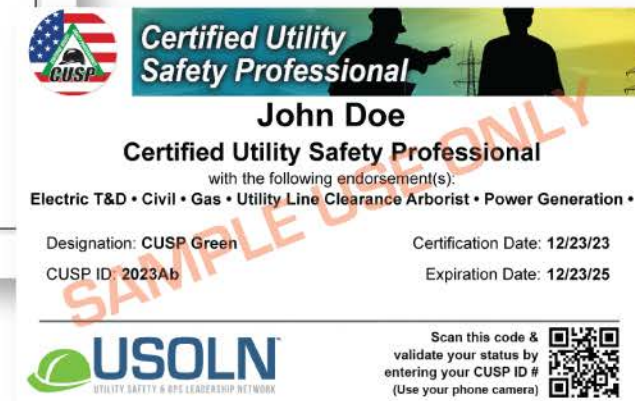 CUSP
Certified Utility
Safety Professional
John Doe
Certified Utility Safety Professional
with the following endorsement(s):
Electric T&D • Civil • Gas • Utility Line Clearance Arborist • Power Generation •
Designation: CUSP Green
Certification Date: 12/23/23
CUSP ID: 2023Ab
Expiration Date: 12/23/25
SAMPLE USE ONLY
USOLN
UTILITY SAFETY & OPS LEADERSHIP NETWORK
Scan this code &
validate your status by
entering your CUSP ID #
(Use your phone camera)